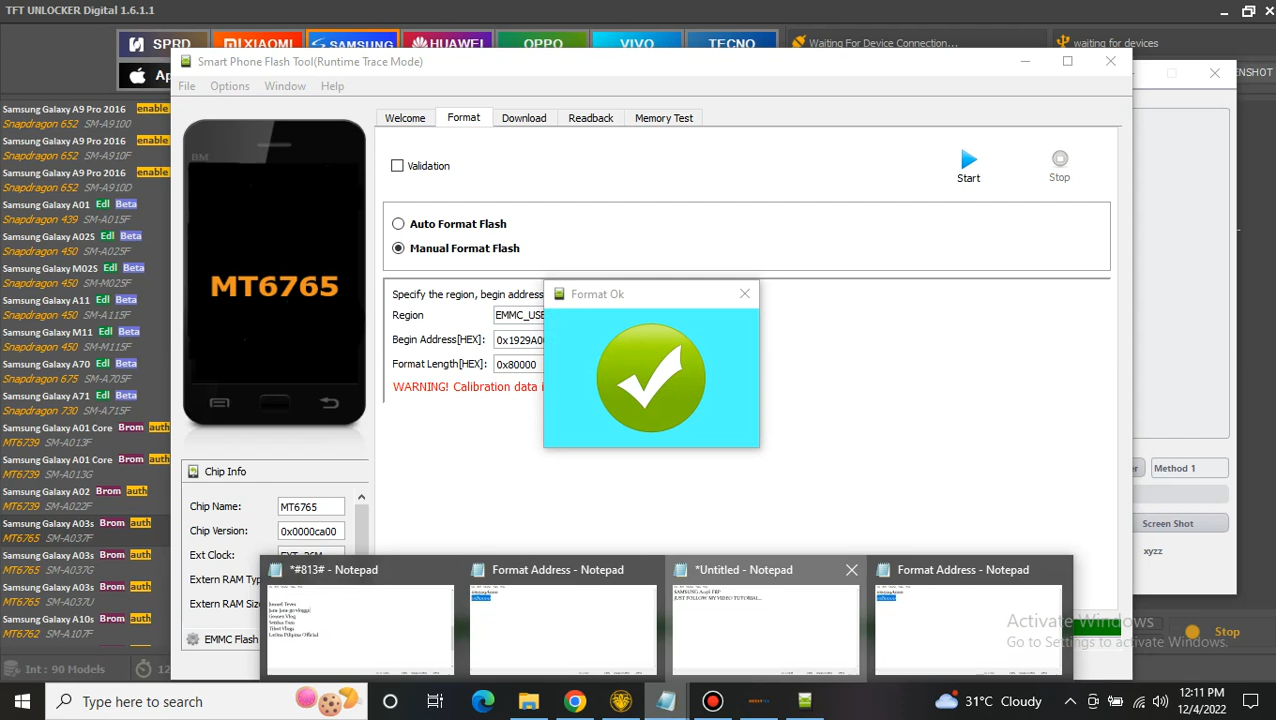 TFT UNLOCKER Digital 1.6.1.1
SPRD
XIAOMI
SAMSUNG
HUAWEI
OPPO
VIVO
TECNO
Waiting For Device Connection...
waiting for devices
Smart Phone Flash Tool(Runtime Trace Mode)
File Options Window Help
Welcome Format Download Readback Memory Test
Validation
Start
Stop
Auto Format Flash
Manual Format Flash
Specify the region, begin address
Region
Begin Address[HEX]:
Format Length[HEX]: 0x80000
WARNING! Calibration data
Format Ok
BM
MT6765
Chip Info
Chip Name: MT6765
Chip Version: 0x0000ca00
Ext Clock:
EMMC Flash
Samsung Galaxy A9 Pro 2016 enable
Snapdragon 652 SM-A9100
Samsung Galaxy A9 Pro 2016 enable
Snapdragon 652 SM-A910F
Samsung Galaxy A9 Pro 2016 enable
Snapdragon 652 SM-A910D
Samsung Galaxy A01 Edl Beta
Snapdragon 439 SM-A015F
Samsung Galaxy A02S Edl Beta
Snapdragon 450 SM-A025F
Samsung Galaxy M02S Edl Beta
Snapdragon 450 SM-M025F
Samsung Galaxy A11 Edl Beta
Snapdragon 450 SM-A115F
Samsung Galaxy M11 Edl Beta
Snapdragon 450 SM-M115F
Samsung Galaxy A70 Edl Beta
Snapdragon 675 SM-A705F
Samsung Galaxy A71 Edl Beta
Snapdragon 730 SM-A715F
Samsung Galaxy A01 Core Brom auth
MT6739 SM-A013F
Samsung Galaxy A01 Core Brom auth
MT6739 SM-A013G
Samsung Galaxy A02 Brom auth
MT6739 SM-A022F
Samsung Galaxy A03s Brom auth
MT6765 SM-A037F
Samsung Galaxy A03s Brom auth
MT6765 SM-A037G
Samsung Galaxy A03s Brom auth
MT6765 SM-A037U
Samsung Galaxy A10s Brom auth
MT6762 SM-A107F
Int : 90 Models
Method 1
Screen Shot
xyzz
*#813# - Notepad
Format Address - Notepad
*Untitled - Notepad
Format Address - Notepad
JUST FOLLOW MY VIDEO TUTORIAL...
Activate Windows
Go to Settings to activate Windows.
Stop
Type here to search
31°C Cloudy
12:11 PM
12/4/2022